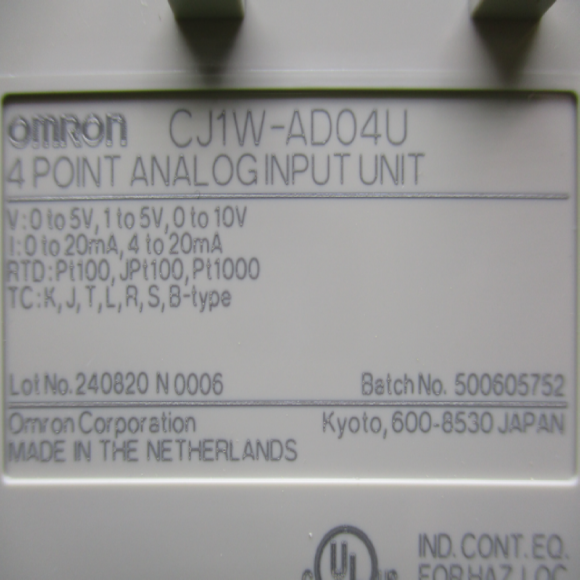 OMRON CJ1W-AD04U
4 POINT ANALOG INPUT UNIT
V:0 to 5V, 1 to 5V, 0 to 10V
I:0 to 20mA, 4 to 20mA
RTD:Pt100, JPt100, Pt1000
TC:K, J, T, L, R, S, B-type
Lot No. 240820 N 0006 Batch No. 500605752
Omron Corporation Kyoto, 600-8530 JAPAN
MADE IN THE NETHERLANDS
UL IND. CONT. EQ.
FOR HAZ. LOC.